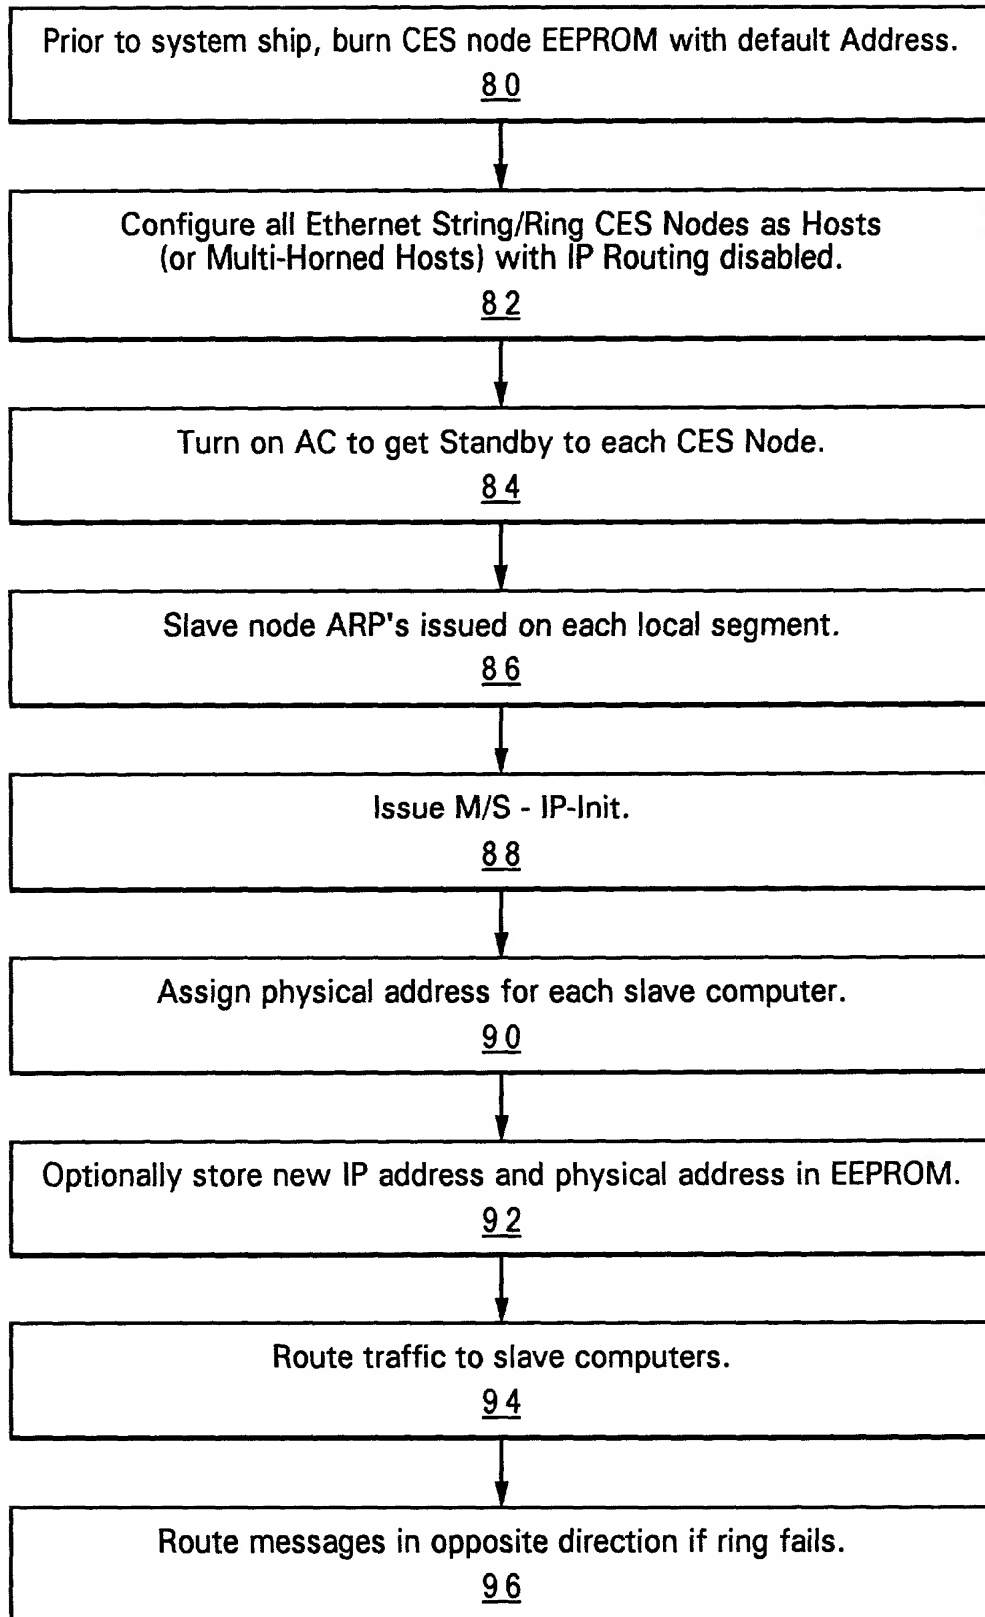 Prior to system ship, burn CES node EEPROM with default Address.
80
Configure all Ethernet String/Ring CES Nodes as Hosts
(or Multi-Horned Hosts) with IP Routing disabled.
82
Turn on AC to get Standby to each CES Node.
84
Slave node ARP's issued on each local segment.
86
Issue M/S - IP-Init.
88
Assign physical address for each slave computer.
90
Optionally store new IP address and physical address in EEPROM.
92
Route traffic to slave computers.
94
Route messages in opposite direction if ring fails.
96